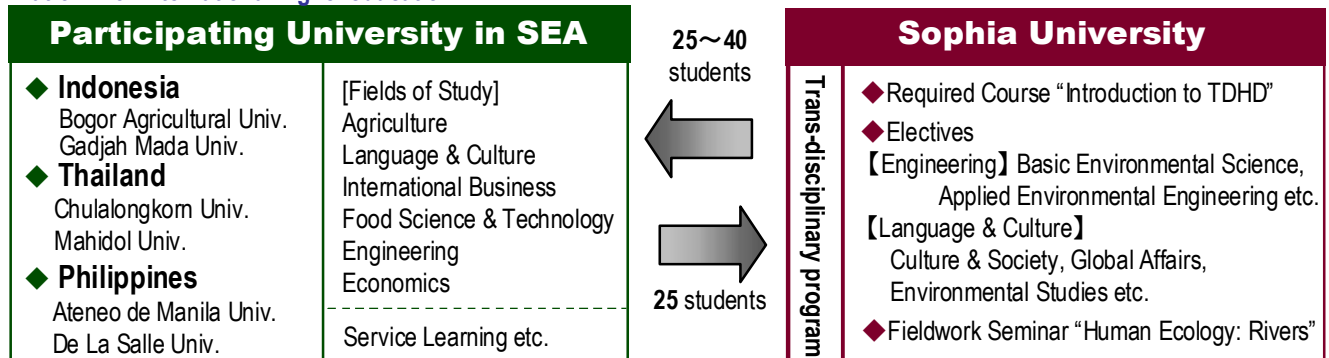 Participating University in SEA
◆ Indonesia
Bogor Agricultural Univ.
Gadjah Mada Univ.
◆ Thailand
Chulalongkorn Univ.
Mahidol Univ.
◆ Philippines
Ateneo de Manila Univ.
De La Salle Univ.
[Fields of Study]
Agriculture
Language & Culture
International Business
Food Science & Technology
Engineering
Economics
Service Learning etc.
25～40
students
25 students
Sophia University
Trans-disciplinary program
◆Required Course “Introduction to TDHD”
◆Electives
【Engineering】Basic Environmental Science,
Applied Environmental Engineering etc.
【Language & Culture】
Culture & Society, Global Affairs,
Environmental Studies etc.
◆Fieldwork Seminar “Human Ecology: Rivers”